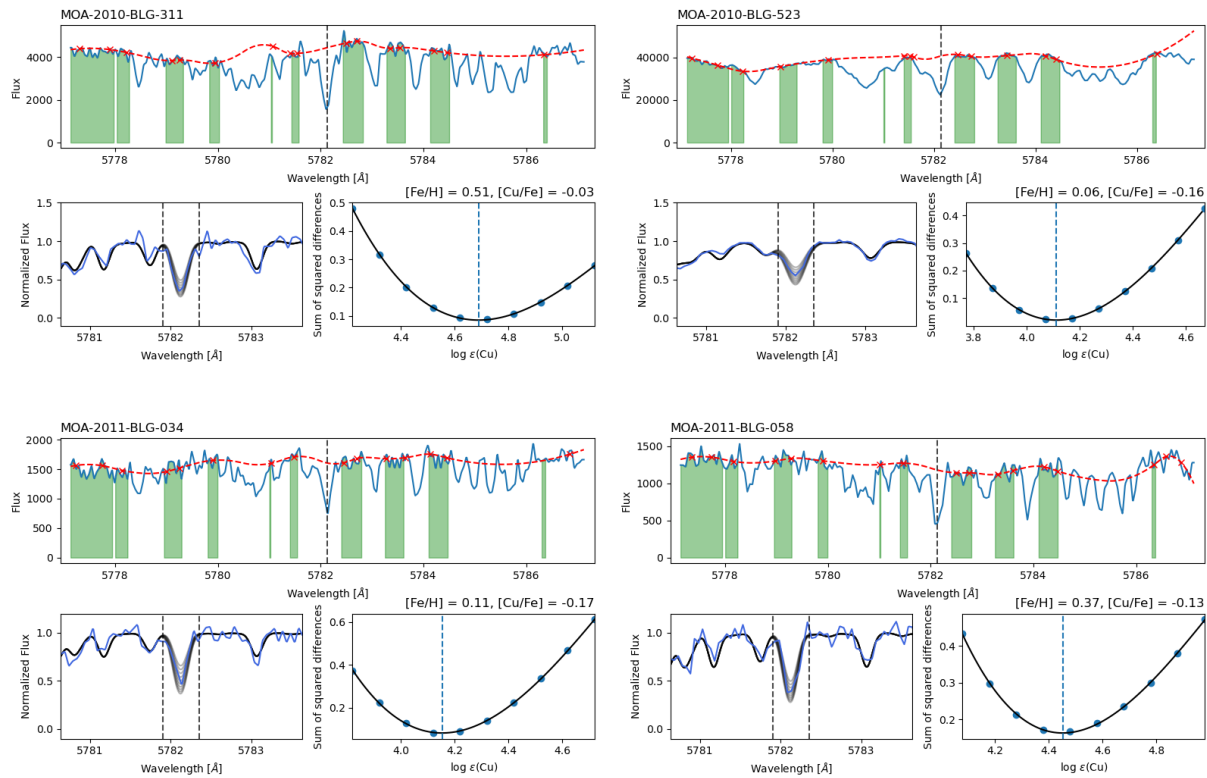 MOA-2010-BLG-311
Flux
4000
2000
0
5778
5780
5782
5784
5786
Wavelength [Å]
[Fe/H] = 0.51, [Cu/Fe] = -0.03
Normalized Flux
1.5
1.0
0.5
0.0
5781
5782
5783
Wavelength [Å]
Sum of squared differences
0.4
0.3
0.2
0.1
4.4
4.6
4.8
5.0
log ε(Cu)
MOA-2010-BLG-523
Flux
40000
20000
0
5778
5780
5782
5784
5786
Wavelength [Å]
[Fe/H] = 0.06, [Cu/Fe] = -0.16
Normalized Flux
1.5
1.0
0.5
0.0
5781
5782
5783
Wavelength [Å]
Sum of squared differences
0.4
0.3
0.2
0.1
3.8
4.0
4.2
4.4
4.6
log ε(Cu)
MOA-2011-BLG-034
Flux
2000
1500
1000
500
0
5778
5780
5782
5784
5786
Wavelength [Å]
[Fe/H] = 0.11, [Cu/Fe] = -0.17
Normalized Flux
1.0
0.5
0.0
5781
5782
5783
Wavelength [Å]
Sum of squared differences
0.6
0.4
0.2
4.0
4.2
4.4
4.6
log ε(Cu)
MOA-2011-BLG-058
Flux
1500
1000
500
0
5778
5780
5782
5784
5786
Wavelength [Å]
[Fe/H] = 0.37, [Cu/Fe] = -0.13
Normalized Flux
1.0
0.5
0.0
5781
5782
5783
Wavelength [Å]
Sum of squared differences
0.4
0.3
0.2
4.2
4.4
4.6
4.8
log ε(Cu)